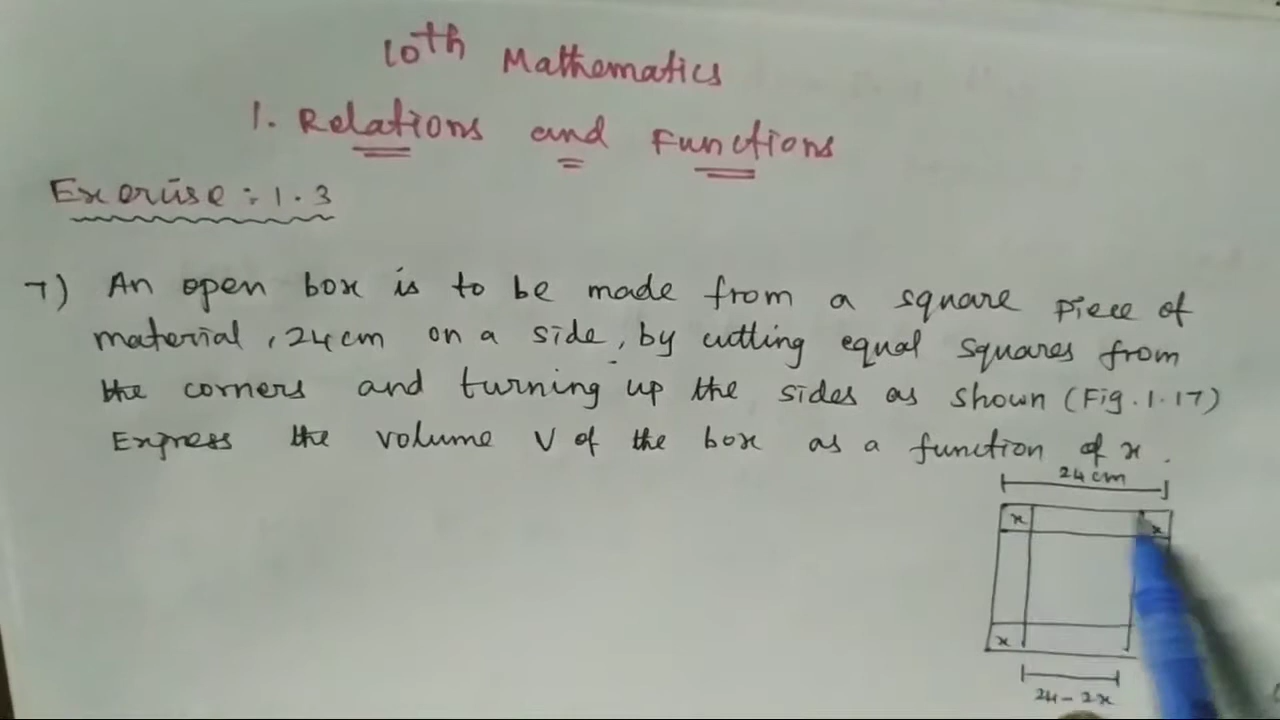 10th Mathematics
1. Relations and Functions
Exercise : 1.3
7) An open box is to be made from a square piece of
material, 24cm on a side, by cutting equal squares from
the corners and turning up the sides as shown (Fig.1.17)
Express the volume V of the box as a function of x.
24cm
x x
x
24-2x